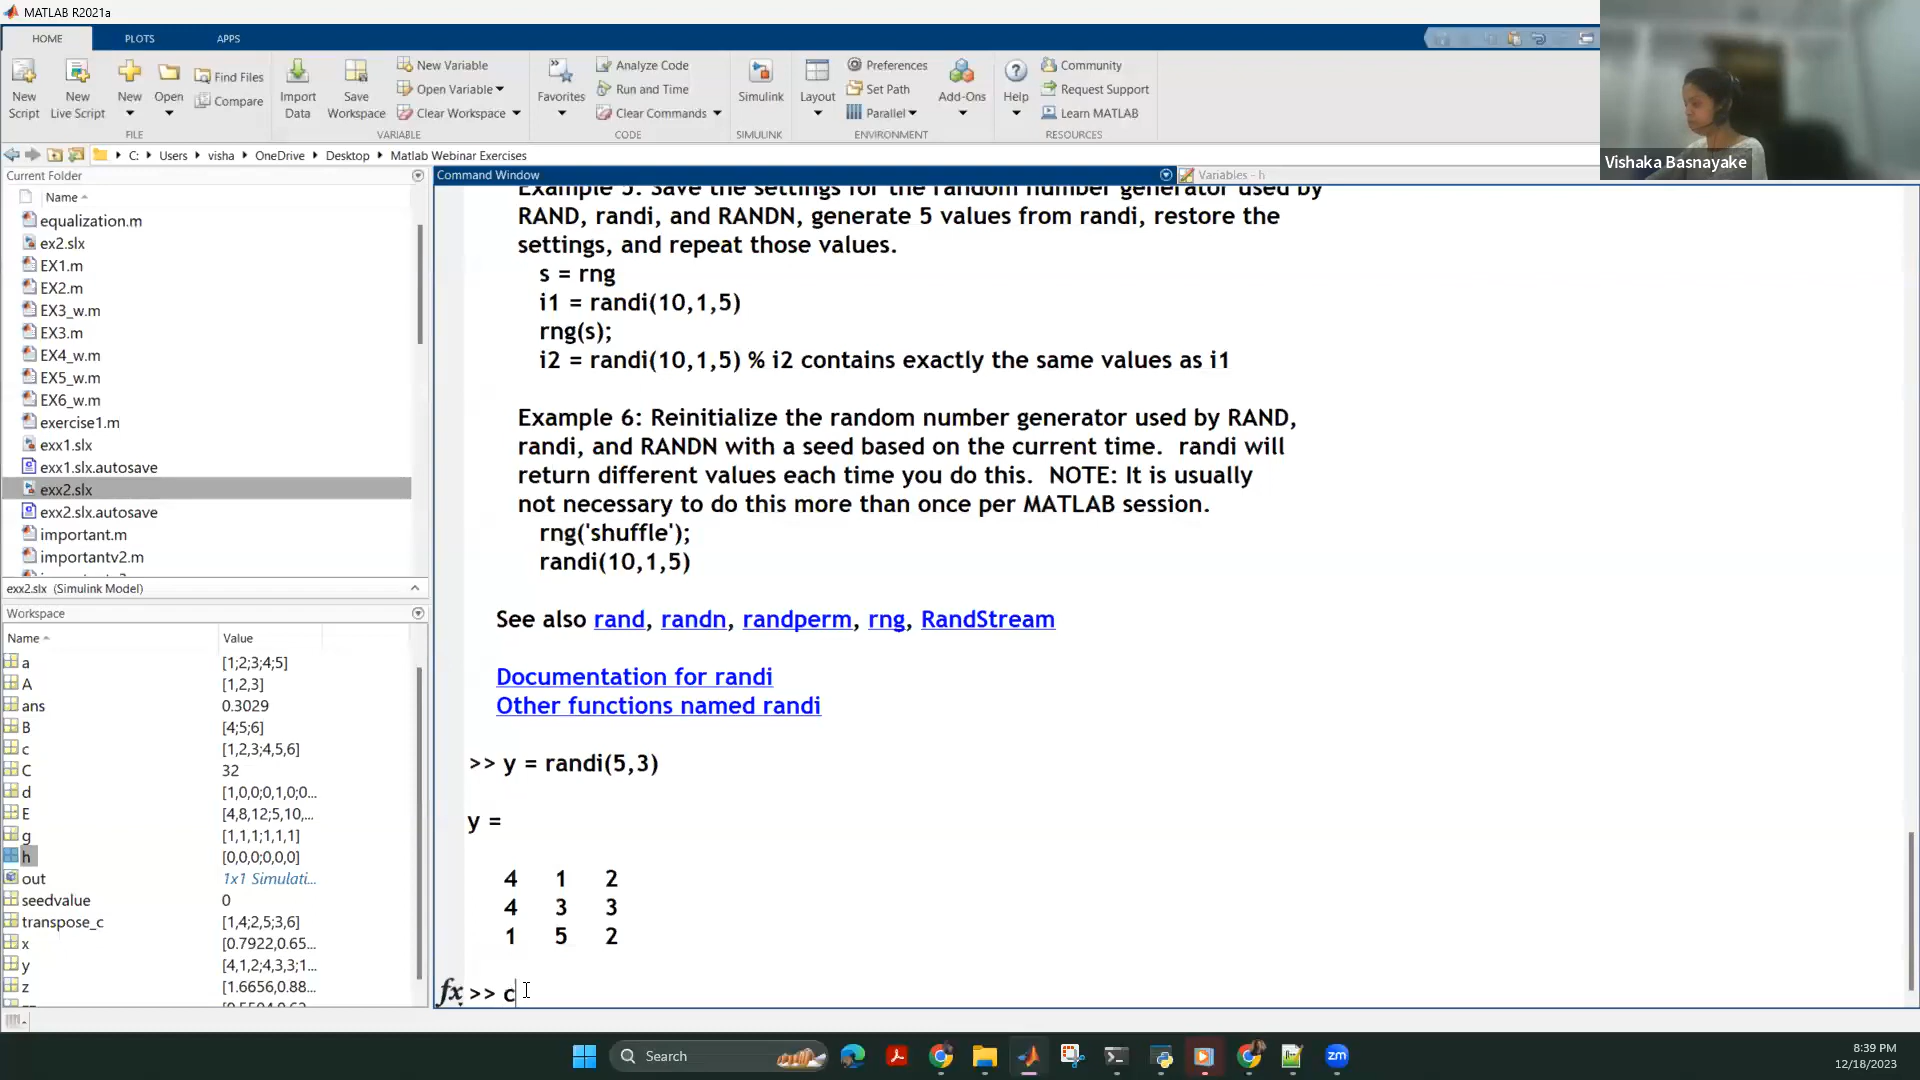 MATLAB R2021a
HOME PLOTS APPS
New Script
New Live Script
New
Open
Find Files
Compare
Import Data
Save Workspace
New Variable
Open Variable
Clear Workspace
Favorites
Analyze Code
Run and Time
Clear Commands
Simulink
Layout
Preferences
Set Path
Parallel
Add-Ons
Help
Community
Request Support
Learn MATLAB
FILE VARIABLE CODE SIMULINK ENVIRONMENT RESOURCES
Vishaka Basnayake
C: Users visha OneDrive Desktop Matlab Webinar Exercises
Current Folder
Name
equalization.m
ex2.slx
EX1.m
EX2.m
EX3_w.m
EX3.m
EX4_w.m
EX5_w.m
EX6_w.m
exercise1.m
exx1.slx
exx1.slx.autosave
exx2.slx
exx2.slx.autosave
important.m
importantv2.m
exx2.slx (Simulink Model)
Workspace
Name Value
a [1;2;3;4;5]
A [1,2,3]
ans 0.3029
B [4;5;6]
c [1,2,3;4,5,6]
C 32
d [1,0,0;0,1,0;0...
E [4,8,12;5,10,...
g [1,1,1;1,1,1]
h [0,0,0;0,0,0]
out 1x1 Simulati...
seedvalue 0
transpose_c [1,4;2,5;3,6]
x [0.7922,0.65...
y [4,1,2;4,3,3;1...
z [1.6656,0.88...
Command Window
Variables - h
Example 5: Save the settings for the random number generator used by
RAND, randi, and RANDN, generate 5 values from randi, restore the
settings, and repeat those values.
s = rng
i1 = randi(10,1,5)
rng(s);
i2 = randi(10,1,5) % i2 contains exactly the same values as i1
Example 6: Reinitialize the random number generator used by RAND,
randi, and RANDN with a seed based on the current time.  randi will
return different values each time you do this.  NOTE: It is usually
not necessary to do this more than once per MATLAB session.
rng('shuffle');
randi(10,1,5)
See also rand, randn, randperm, rng, RandStream
Documentation for randi
Other functions named randi
>> y = randi(5,3)
y =
4 1 2
4 3 3
1 5 2
fx >> c
Search
zm
8:39 PM
12/18/2023